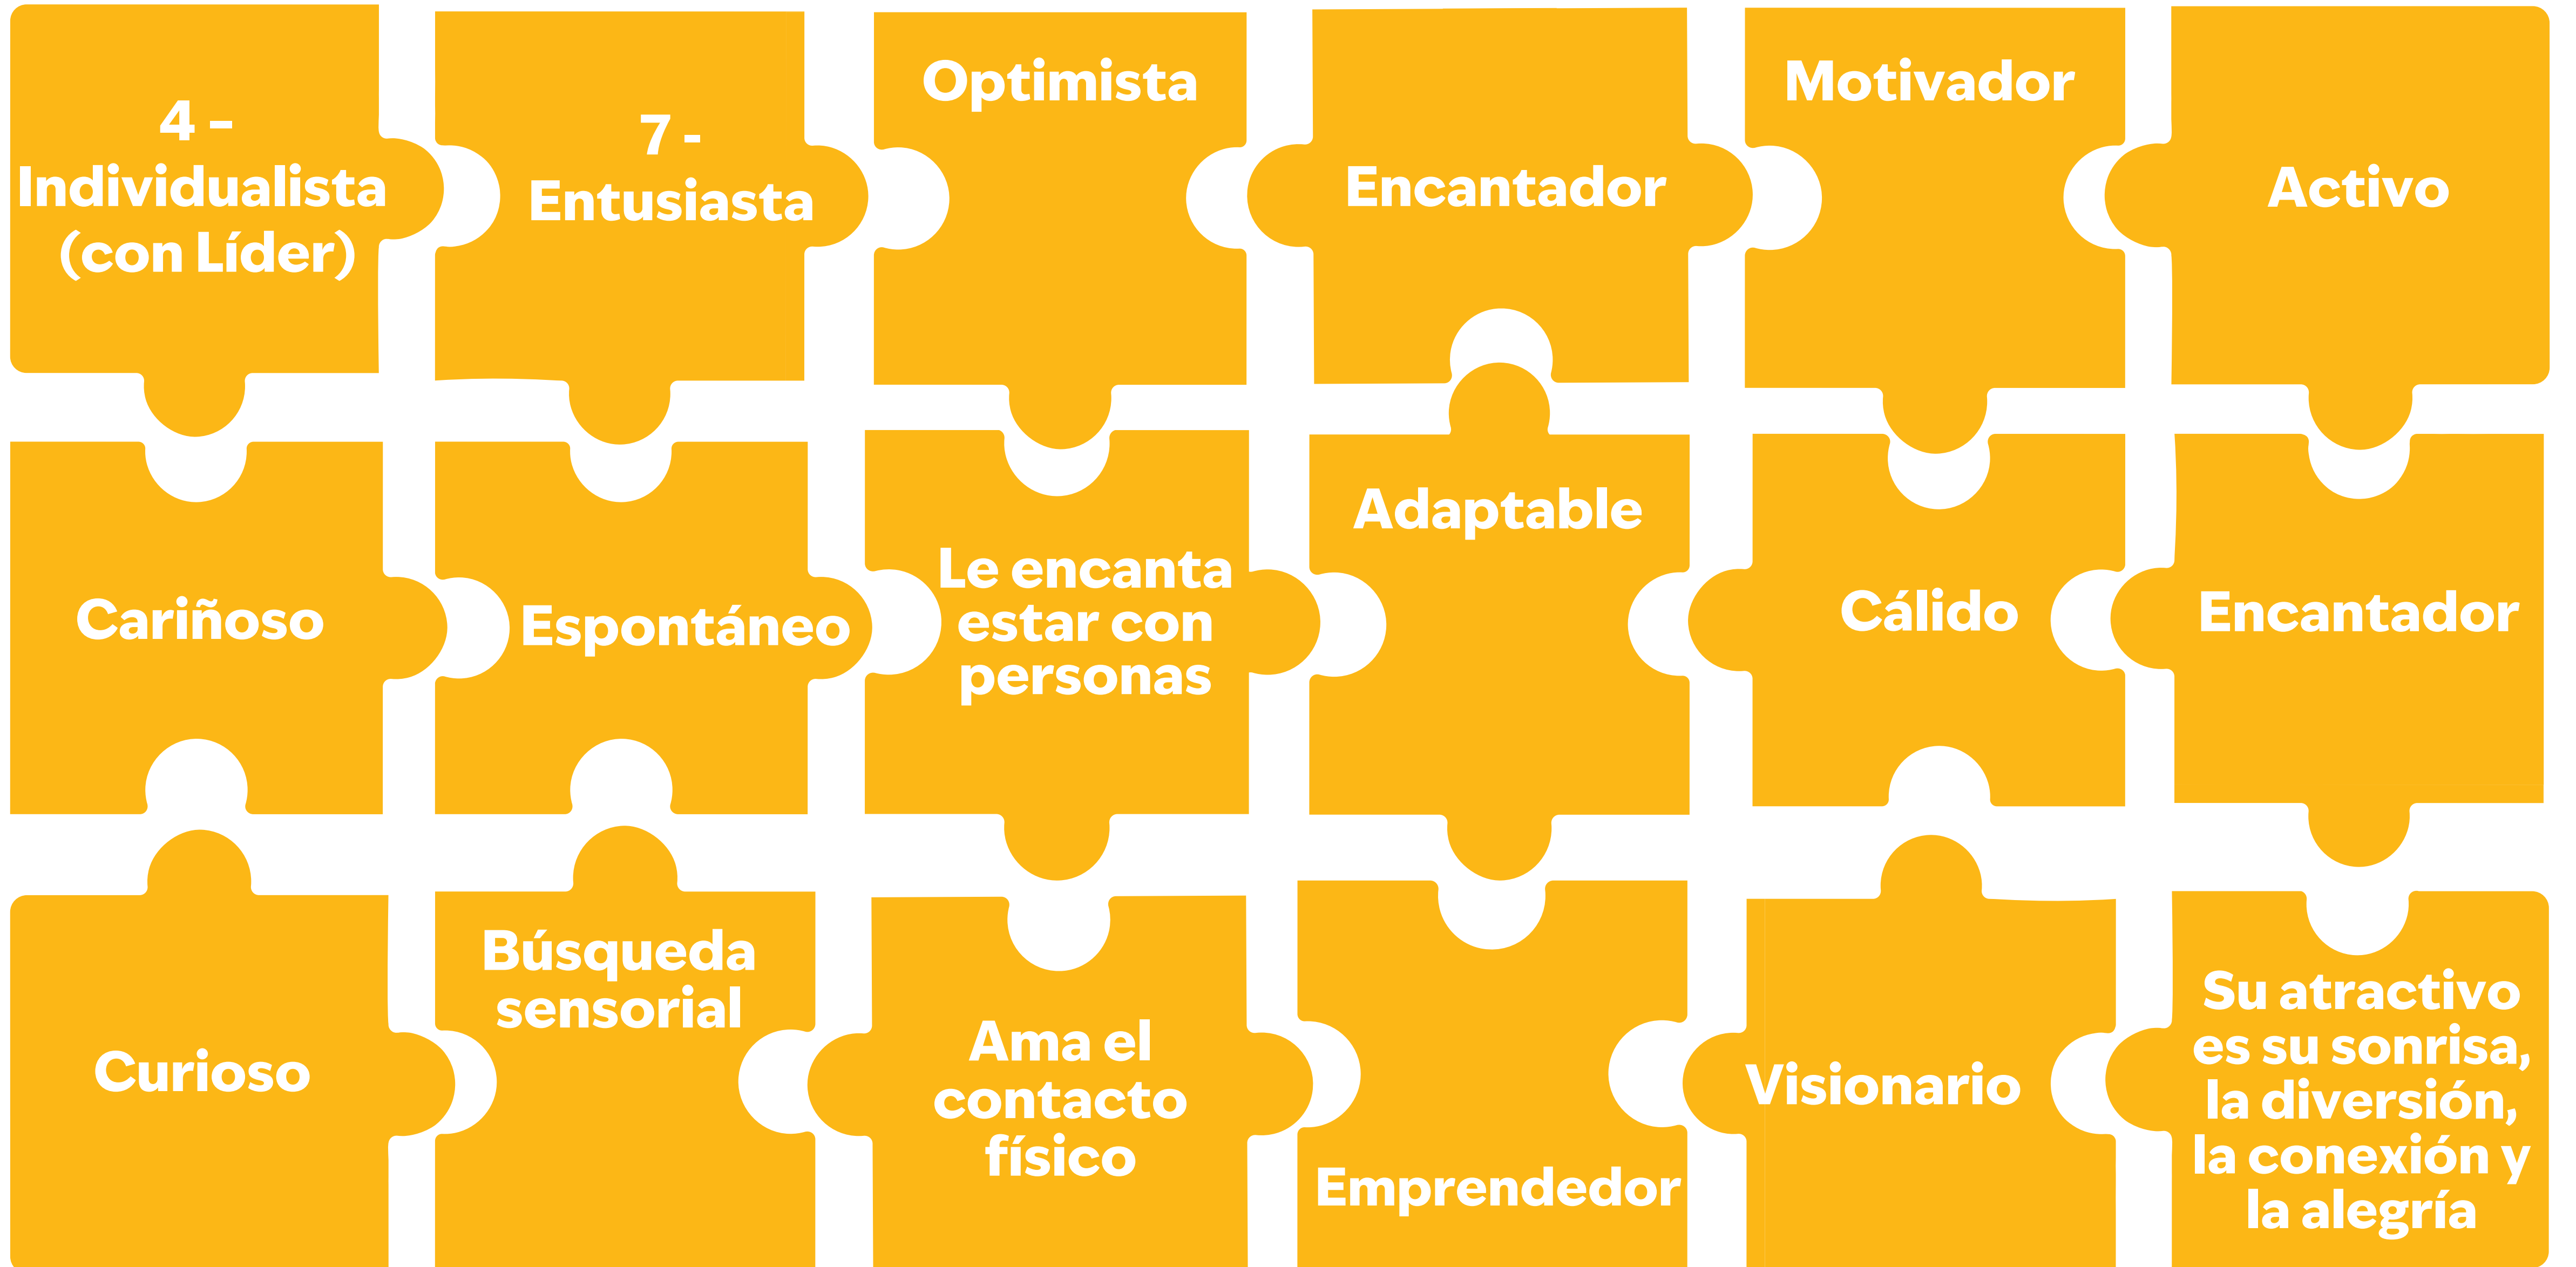 4 –
Individualista
(con Líder)
7 -
Entusiasta
Optimista
Encantador
Motivador
Activo
Cariñoso
Espontáneo
Le encanta
estar con
personas
Adaptable
Cálido
Encantador
Curioso
Búsqueda
sensorial
Ama el
contacto
físico
Emprendedor
Visionario
Su atractivo
es su sonrisa,
la diversión,
la conexión y
la alegría